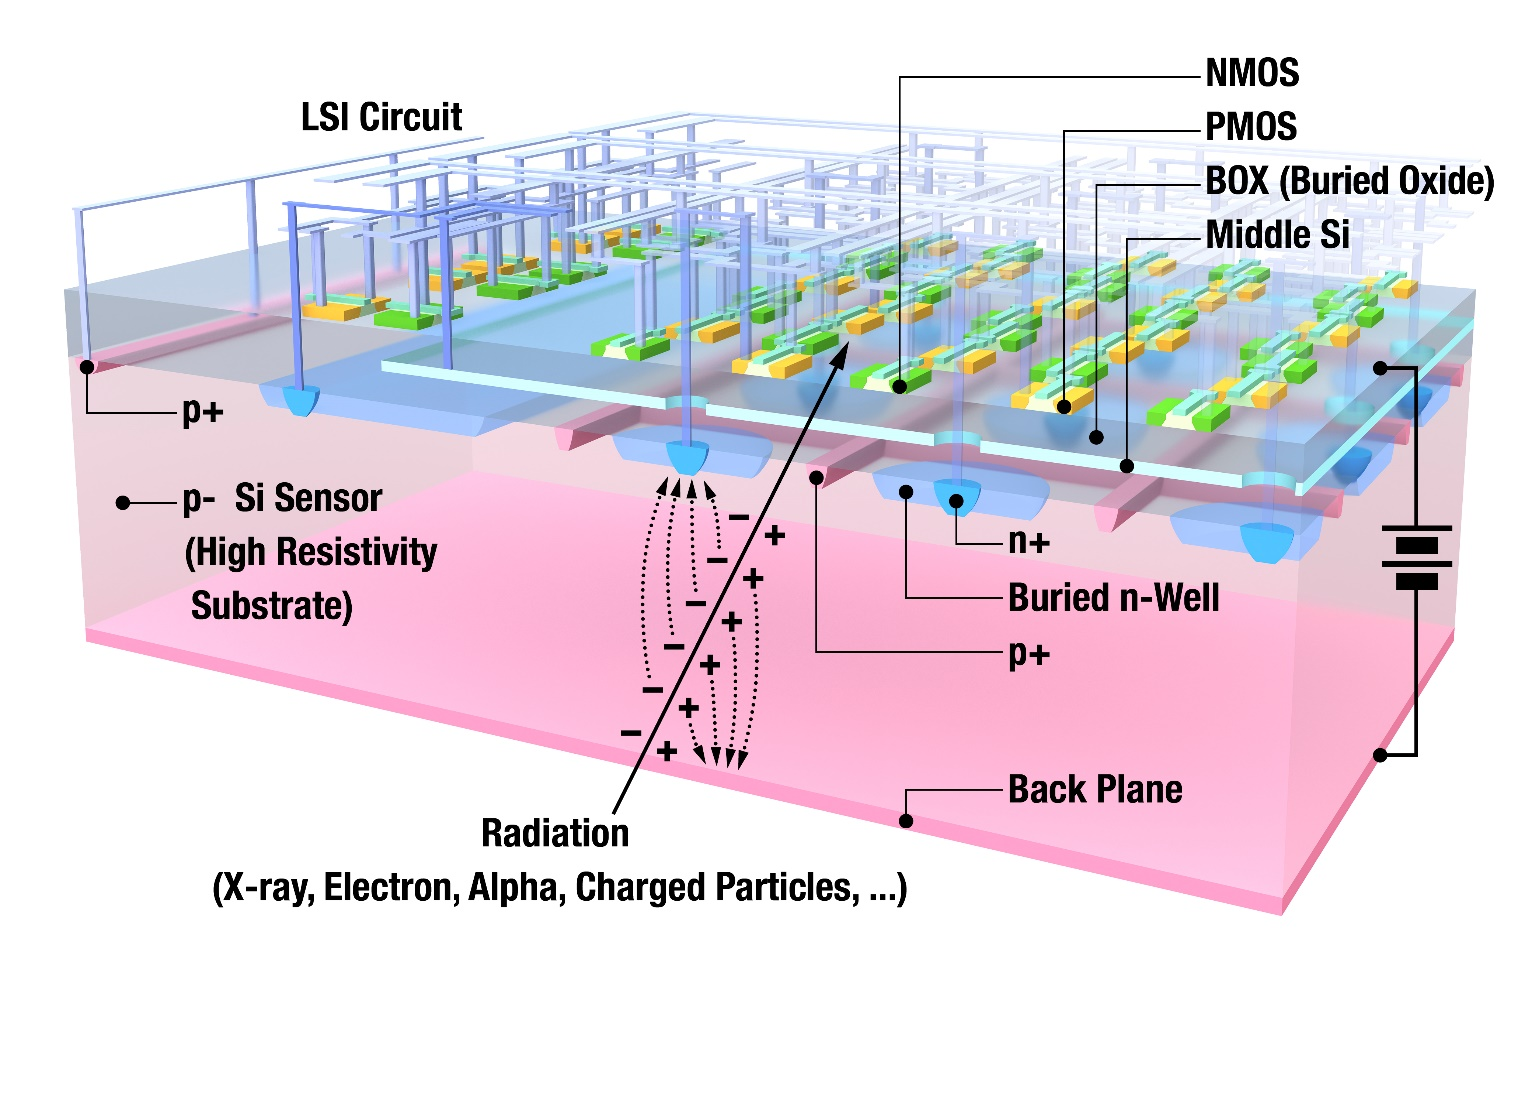 LSI Circuit
NMOS
PMOS
BOX (Buried Oxide)
Middle Si
p+
p- Si Sensor
(High Resistivity
Substrate)
n+
Buried n-Well
p+
Back Plane
Radiation
(X-ray, Electron, Alpha, Charged Particles, ...)